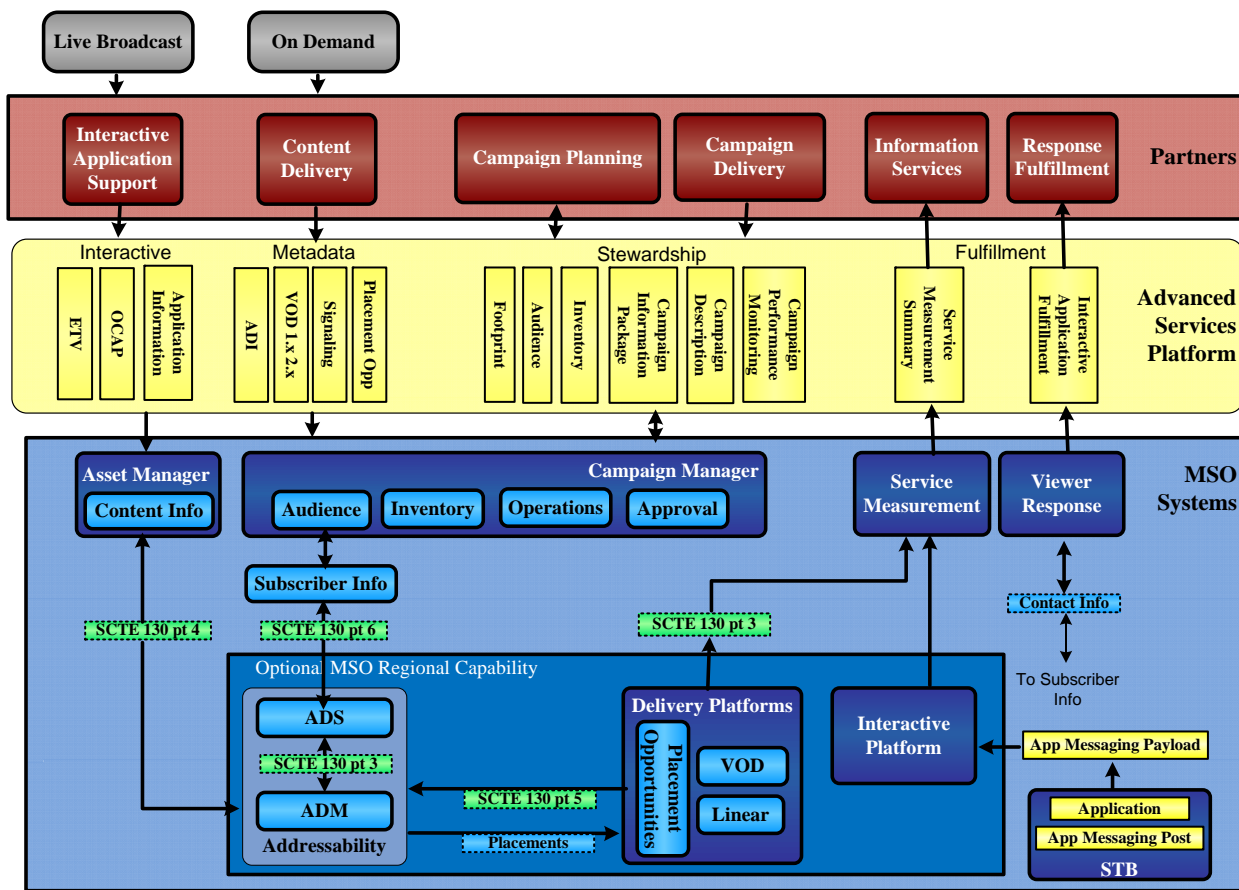 Live Broadcast
On Demand
Interactive
Application
Support
Content
Delivery
Campaign Planning
Campaign
Delivery
Information
Services
Response
Fulfillment
Partners
Interactive
Metadata
Stewardship
Fulfillment
ETV
OCAP
Application
Information
ADI
VOD 1.x 2.x
Signaling
Placement Opp
Footprint
Audience
Inventory
Campaign
Information
Package
Campaign
Description
Campaign
Performance
Monitoring
Service
Measurement
Summary
Interactive
Application
Fulfillment
Advanced
Services
Platform
Asset Manager
Content Info
Campaign Manager
Audience
Inventory
Operations
Approval
Service
Measurement
Viewer
Response
MSO
Systems
Subscriber Info
Contact Info
SCTE 130 pt 4
SCTE 130 pt 6
SCTE 130 pt 3
To Subscriber
Info
Optional MSO Regional Capability
ADS
SCTE 130 pt 3
ADM
Addressability
SCTE 130 pt 5
Placements
Delivery Platforms
Placement
Opportunities
VOD
Linear
Interactive
Platform
App Messaging Payload
Application
App Messaging Post
STB